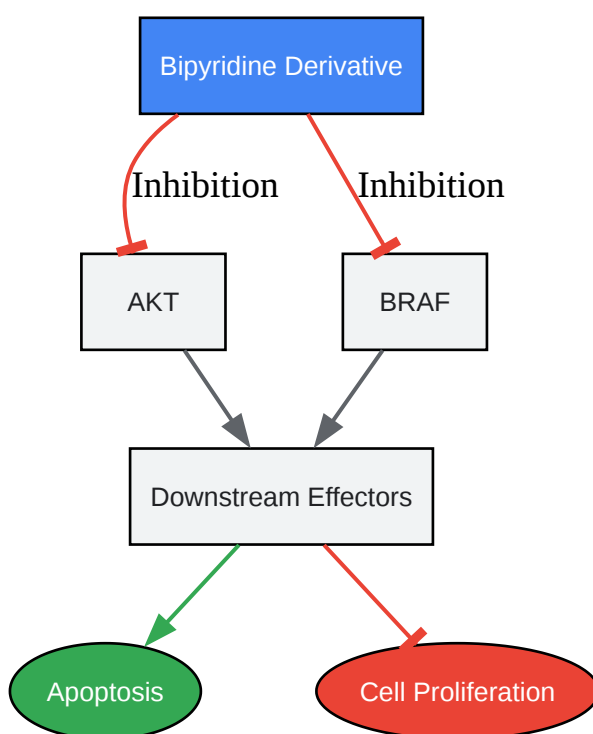 Bipyridine Derivative
Inhibition
Inhibition
AKT
BRAF
Downstream Effectors
Apoptosis
Cell Proliferation